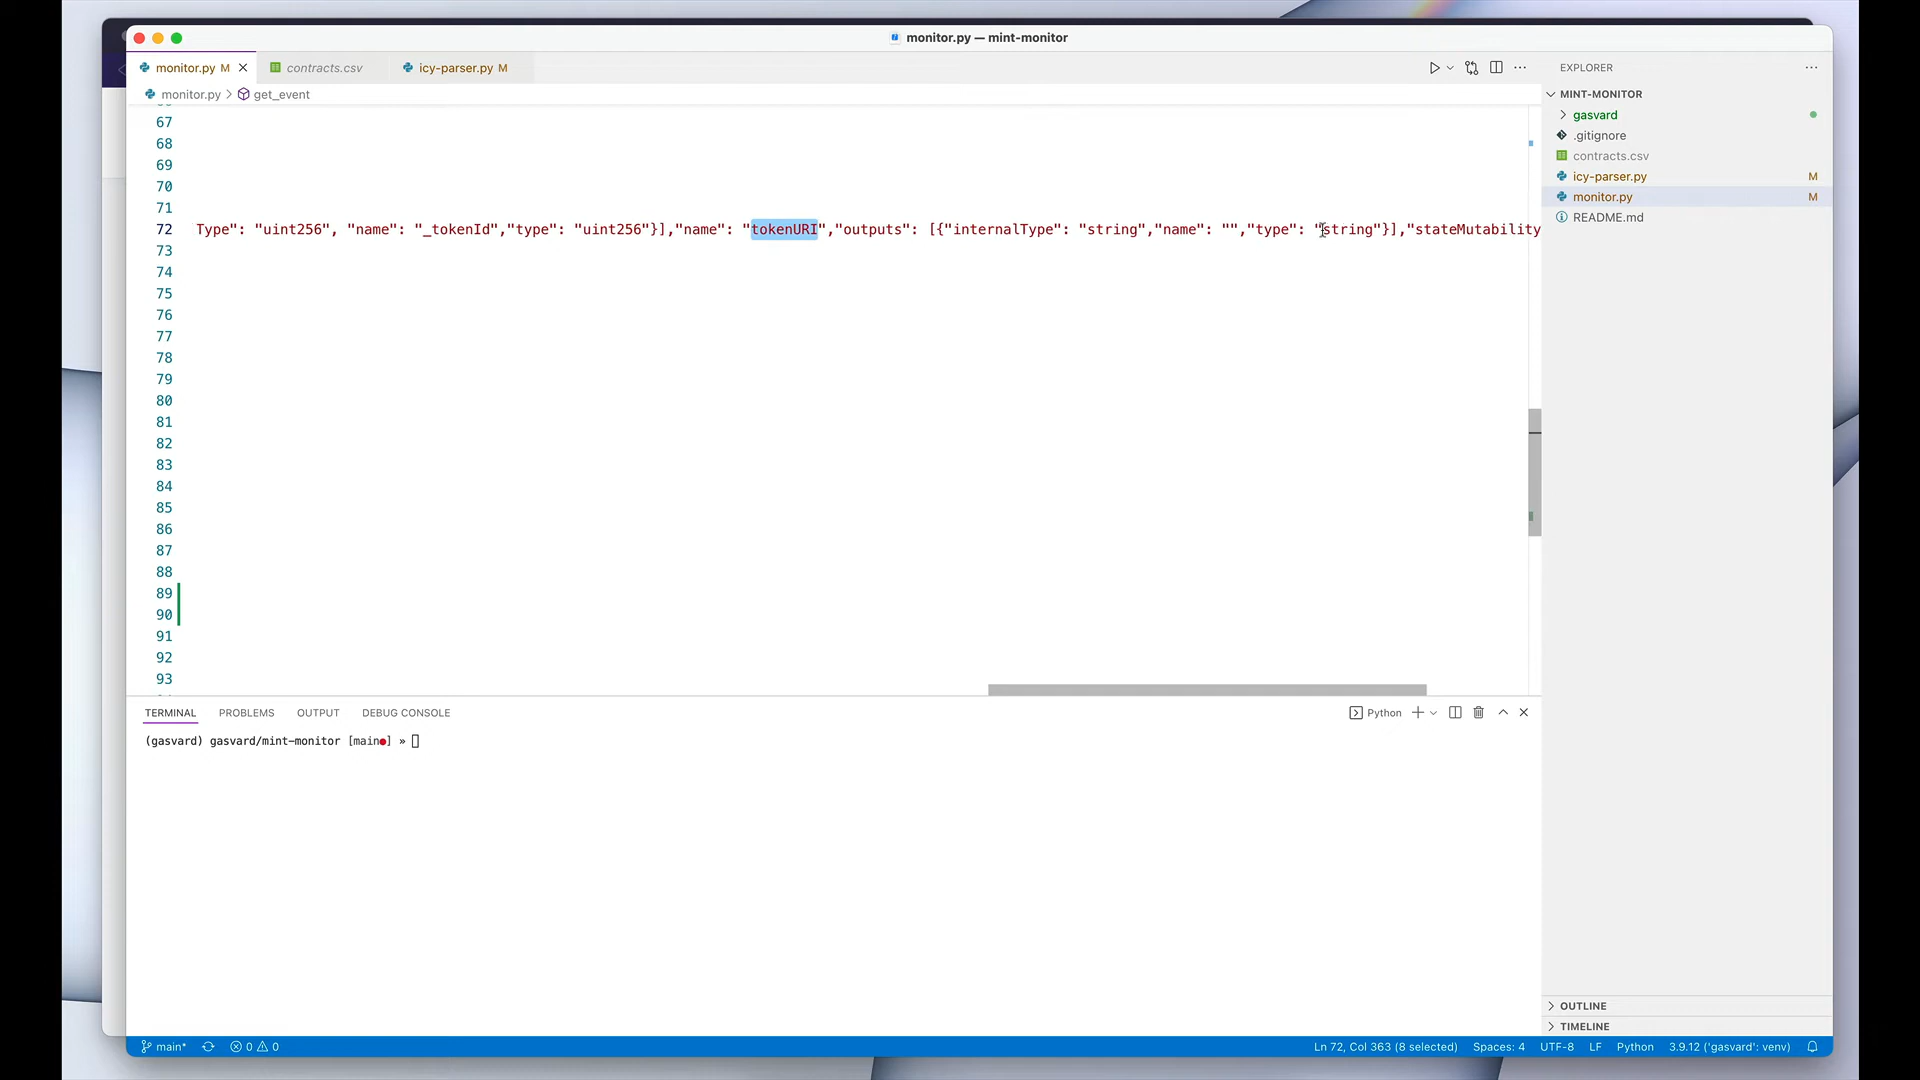 monitor.py — mint-monitor
monitor.py M
contracts.csv
icy-parser.py M
EXPLORER
monitor.py > get_event
MINT-MONITOR
gasvard
.gitignore
contracts.csv
icy-parser.py M
monitor.py M
README.md
67
68
69
70
71
72 Type": "uint256", "name": "_tokenId","type": "uint256"}],"name": "tokenURI","outputs": [{"internalType": "string","name": "","type": "string"}],"stateMutability
73
74
75
76
77
78
79
80
81
82
83
84
85
86
87
88
89
90
91
92
93
TERMINAL PROBLEMS OUTPUT DEBUG CONSOLE
Python
(gasvard) gasvard/mint-monitor [main●] »
OUTLINE
TIMELINE
main* 0 0
Ln 72, Col 363 (8 selected) Spaces: 4 UTF-8 LF Python 3.9.12 ('gasvard': venv)